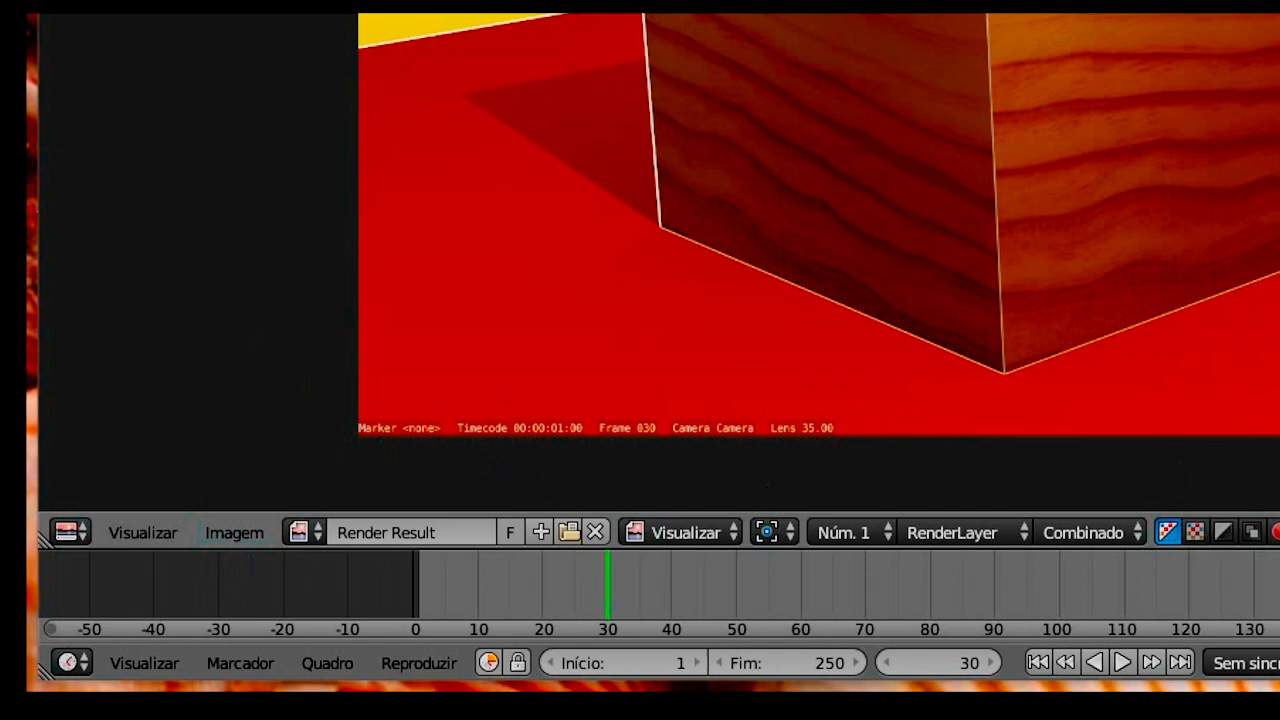 Marker <none> Timecode 00:00:01:00 Frame 030 Camera Camera Lens 35.00
Visualizar Imagem Render Result F Visualizar Núm. 1 RenderLayer Combinado
-50 -40 -30 -20 -10 0 10 20 30 40 50 60 70 80 90 100 110 120 130
Visualizar Marcador Quadro Reproduzir Início: 1 Fim: 250 30 Sem sinc